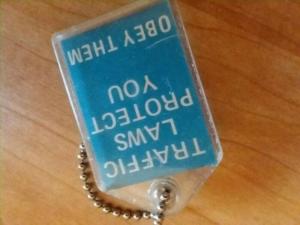 TRAFFIC
LAWS
PROTECT
YOU
OBEY THEM